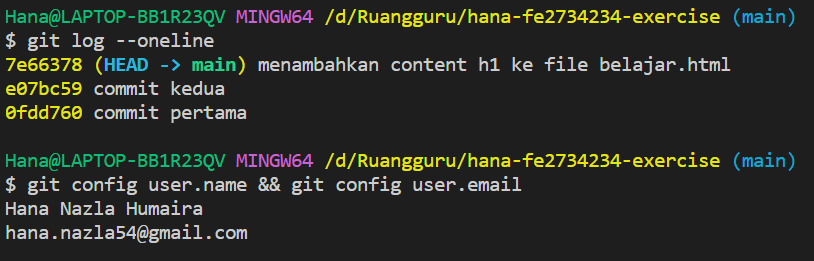 Hana@LAPTOP-BB1R23QV MINGW64 /d/Ruangguru/hana-fe2734234-exercise (main)
$ git log --oneline
7e66378 (HEAD -> main) menambahkan content h1 ke file belajar.html
e07bc59 commit kedua
0fdd760 commit pertama
Hana@LAPTOP-BB1R23QV MINGW64 /d/Ruangguru/hana-fe2734234-exercise (main)
$ git config user.name && git config user.email
Hana Nazla Humaira
hana.nazla54@gmail.com